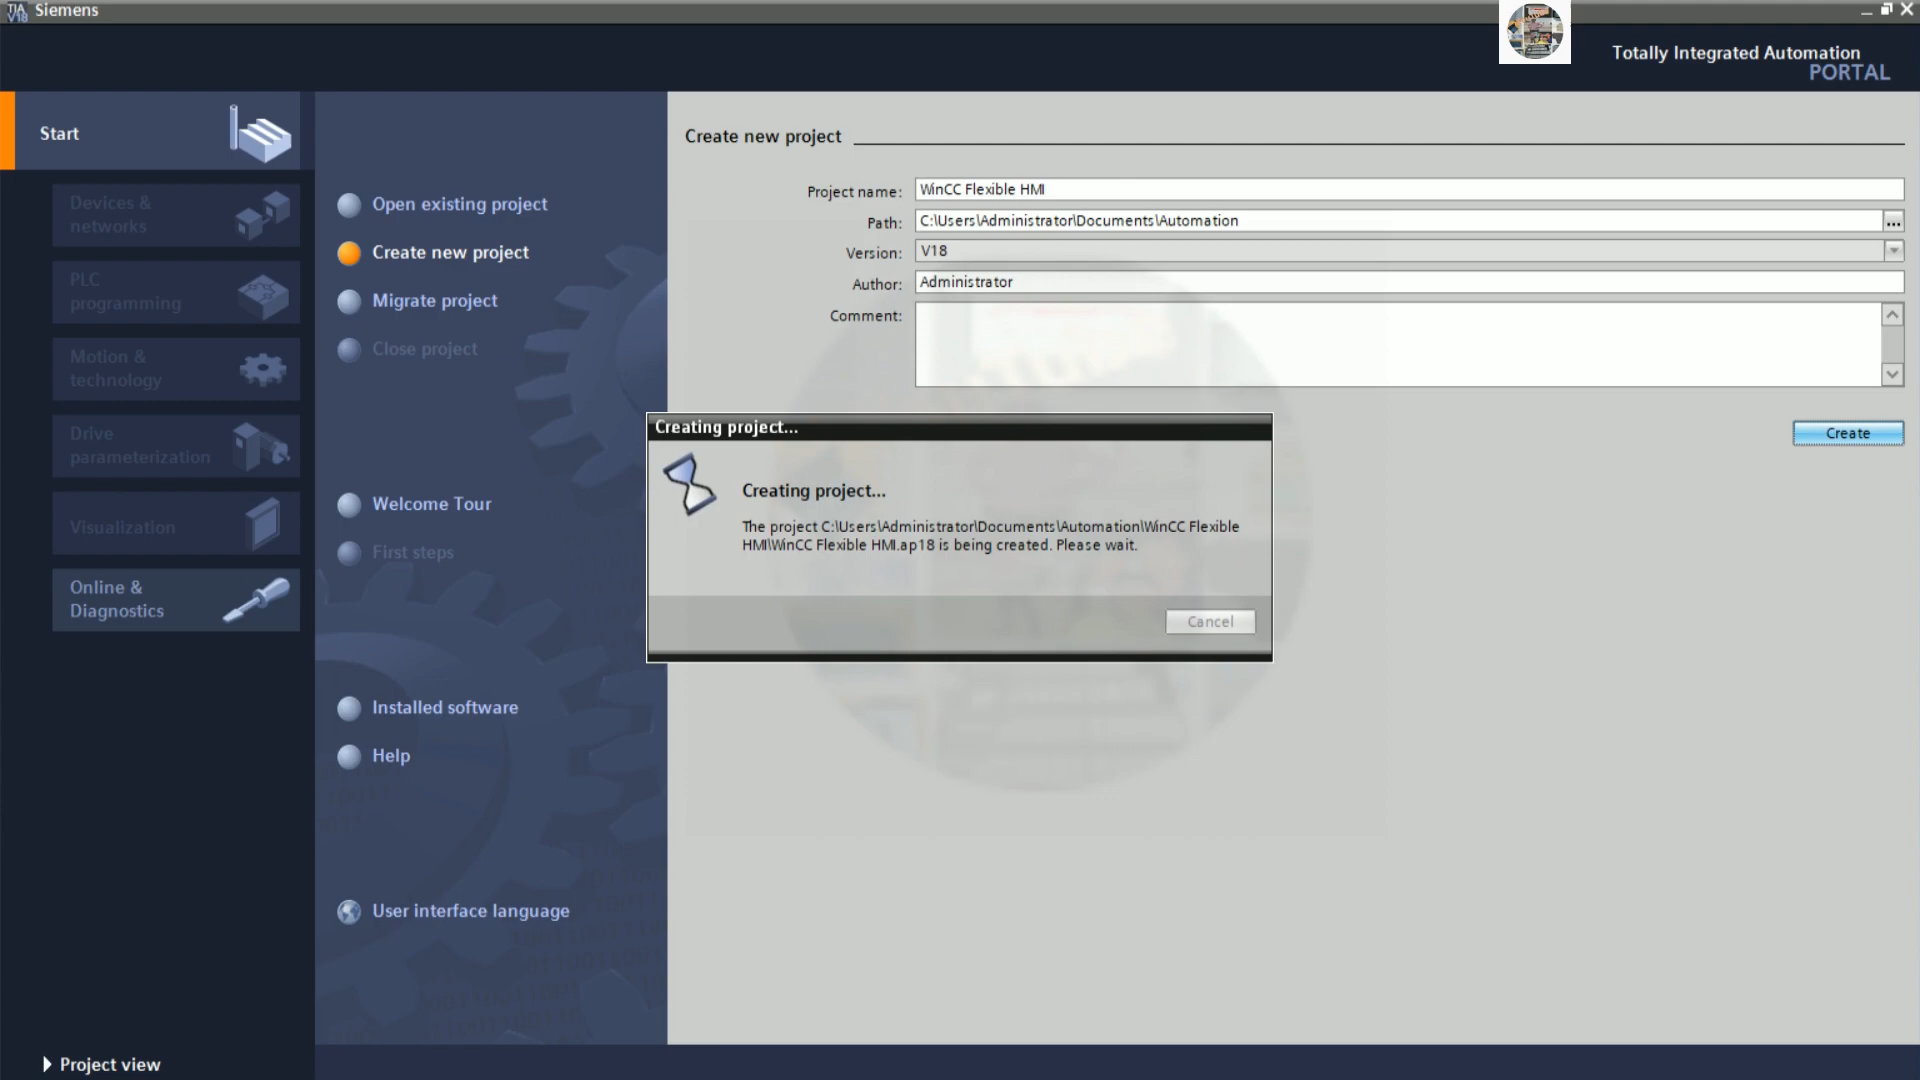 TIA
V18
Siemens
Totally Integrated Automation
PORTAL
Start
Devices &
networks
PLC
programming
Motion &
technology
Drive
parameterization
Visualization
Online &
Diagnostics
Project view
Open existing project
Create new project
Migrate project
Close project
Welcome Tour
First steps
Installed software
Help
User interface language
Create new project
Project name: WinCC Flexible HMI
Path: C:\Users\Administrator\Documents\Automation ...
Version: V18
Author: Administrator
Comment:
Create
Creating project...
Creating project...
The project C:\Users\Administrator\Documents\Automation\WinCC Flexible
HMI\WinCC Flexible HMI.ap18 is being created. Please wait.
Cancel